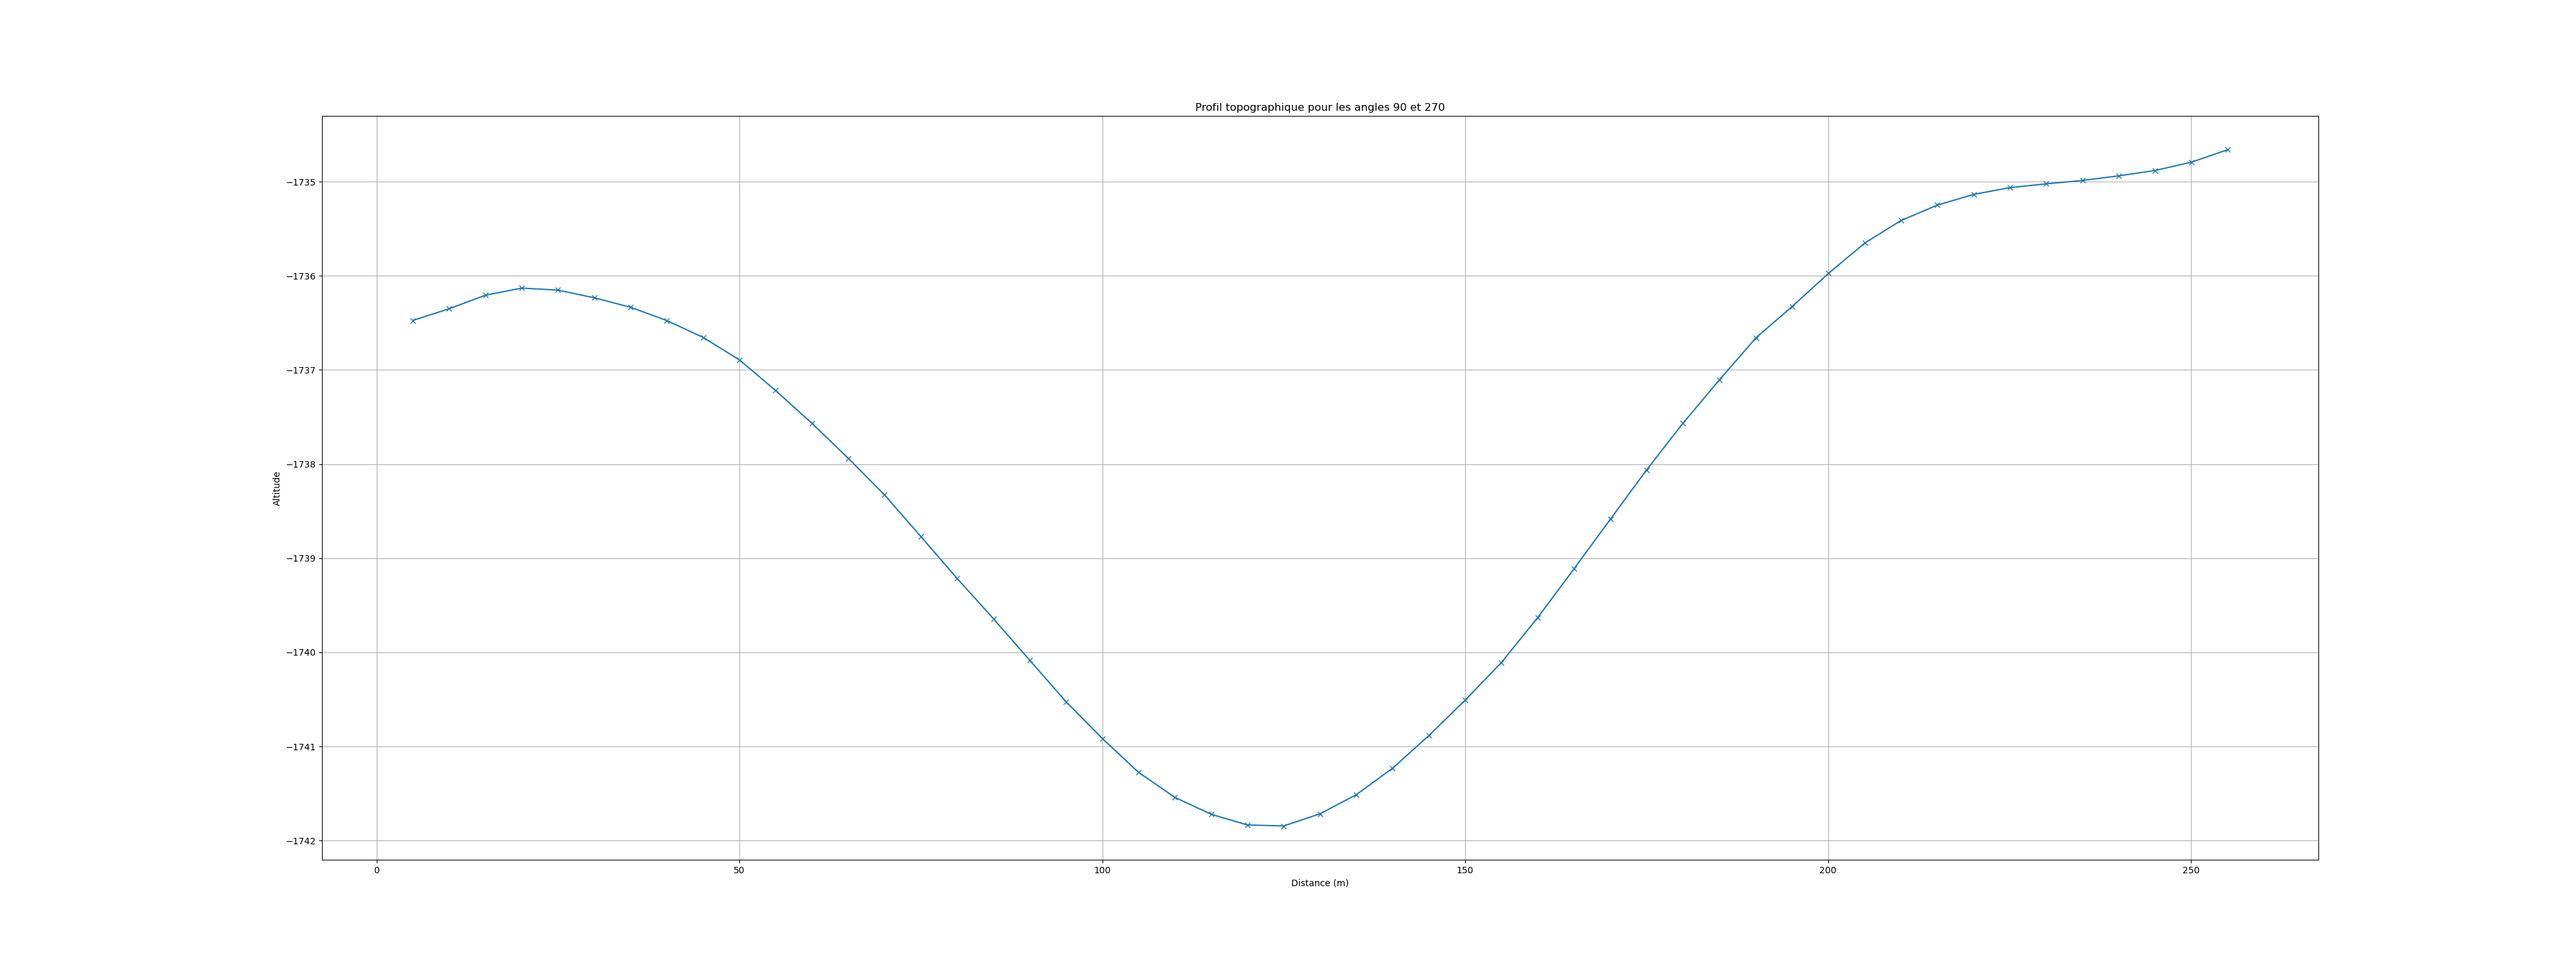 Profil topographique pour les angles 90 et 270
−1735
−1736
−1737
−1738
−1739
−1740
−1741
−1742
Altitude
0 50 100 150 200 250
Distance (m)